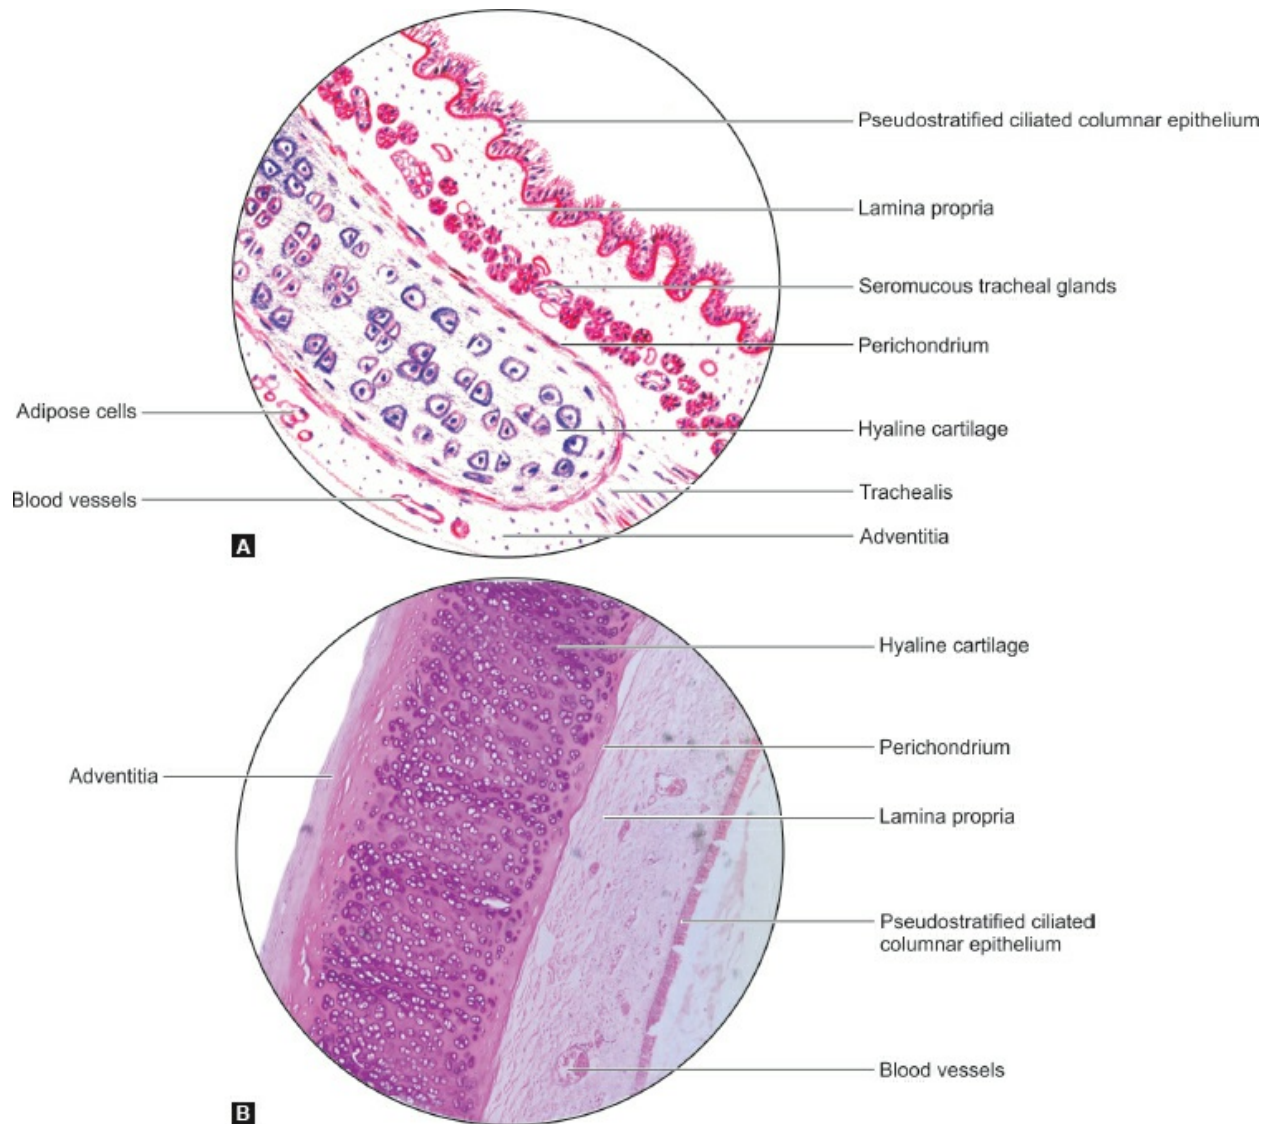 Pseudostratified ciliated columnar epithelium
Lamina propria
Seromucous tracheal glands
Perichondrium
Adipose cells
Hyaline cartilage
Blood vessels
Trachealis
Adventitia
A
Hyaline cartilage
Perichondrium
Adventitia
Lamina propria
Pseudostratified ciliated
columnar epithelium
Blood vessels
B